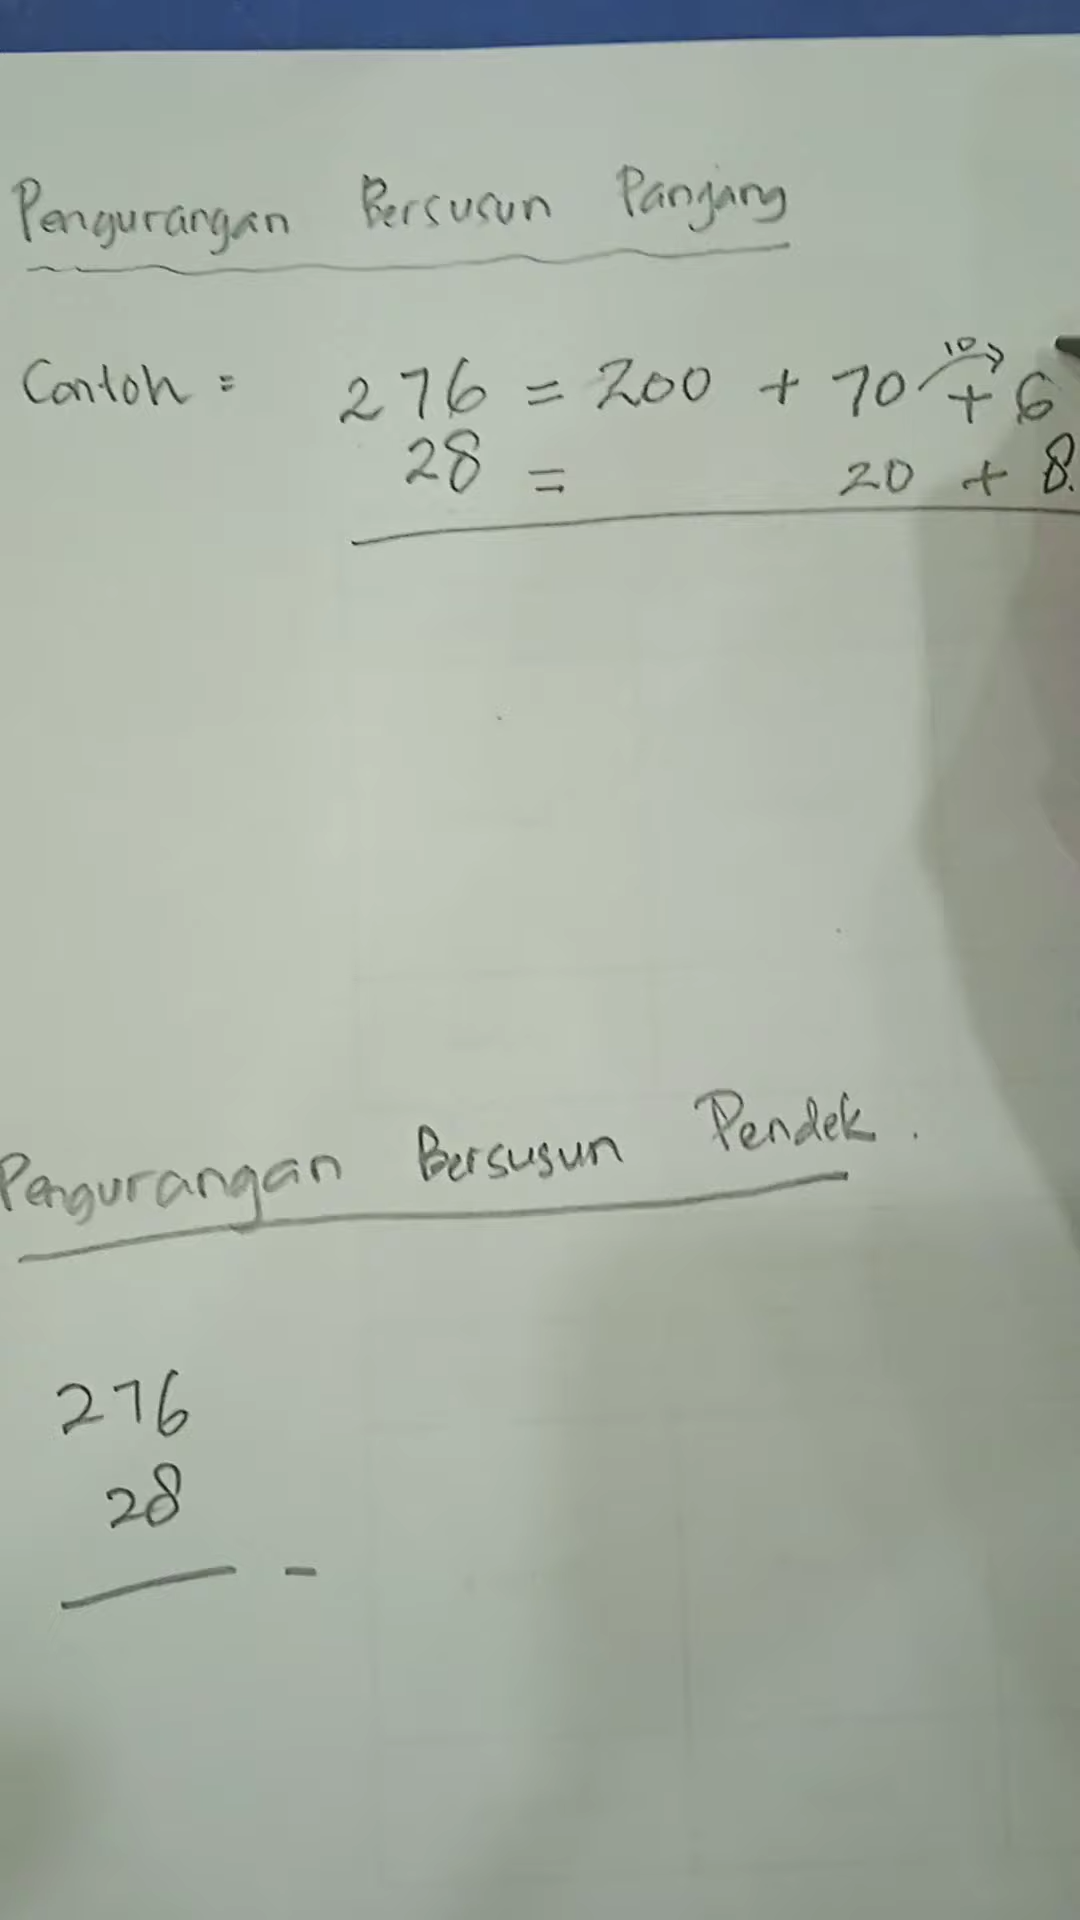 Pengurangan Bersusun Panjang
Contoh = 276 = 200 + 70 + 6
10
28 = 20 + 8.
Pengurangan Bersusun Pendek.
276
28
-